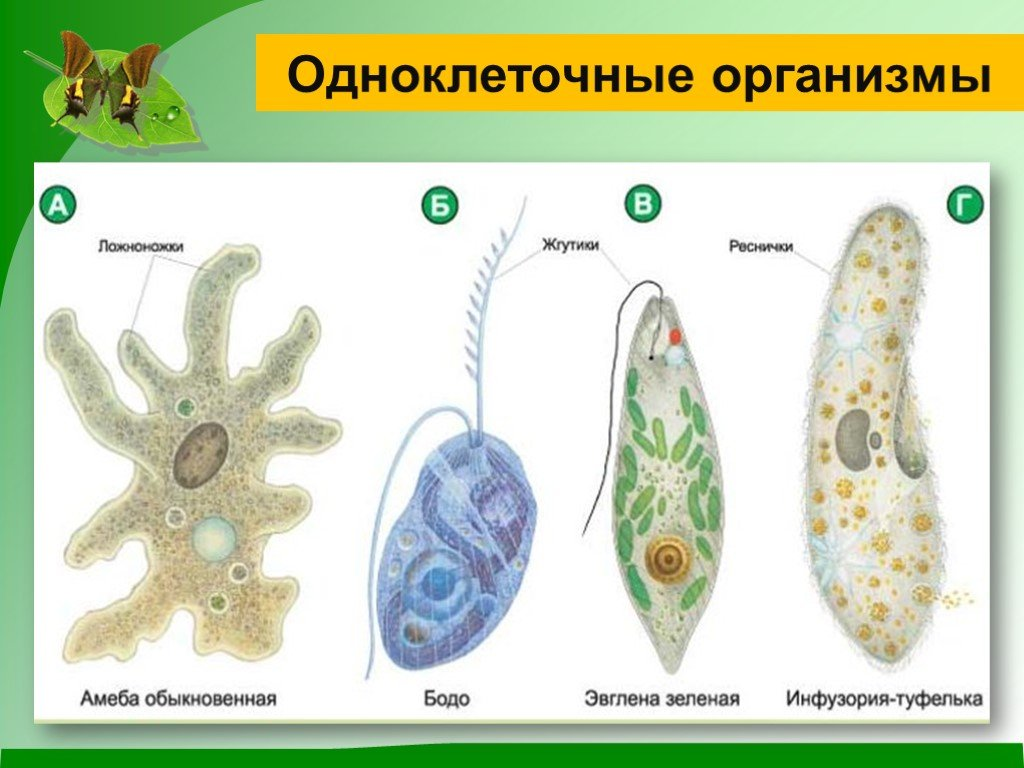 Одноклеточные организмы
А
Б
В
Г
Ложноножки
Жгутики
Реснички
Амеба обыкновенная
Бодо
Эвглена зеленая
Инфузория-туфелька